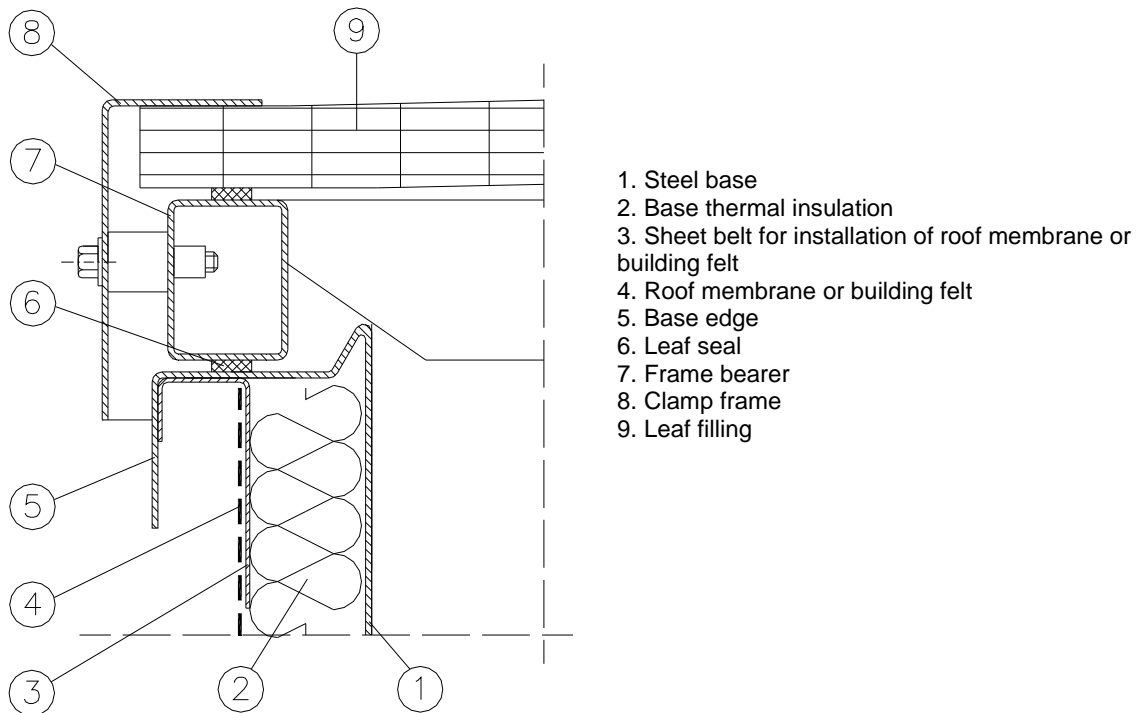 8
9
7
6
5
4
3
2
1
1. Steel base
2. Base thermal insulation
3. Sheet belt for installation of roof membrane or
building felt
4. Roof membrane or building felt
5. Base edge
6. Leaf seal
7. Frame bearer
8. Clamp frame
9. Leaf filling